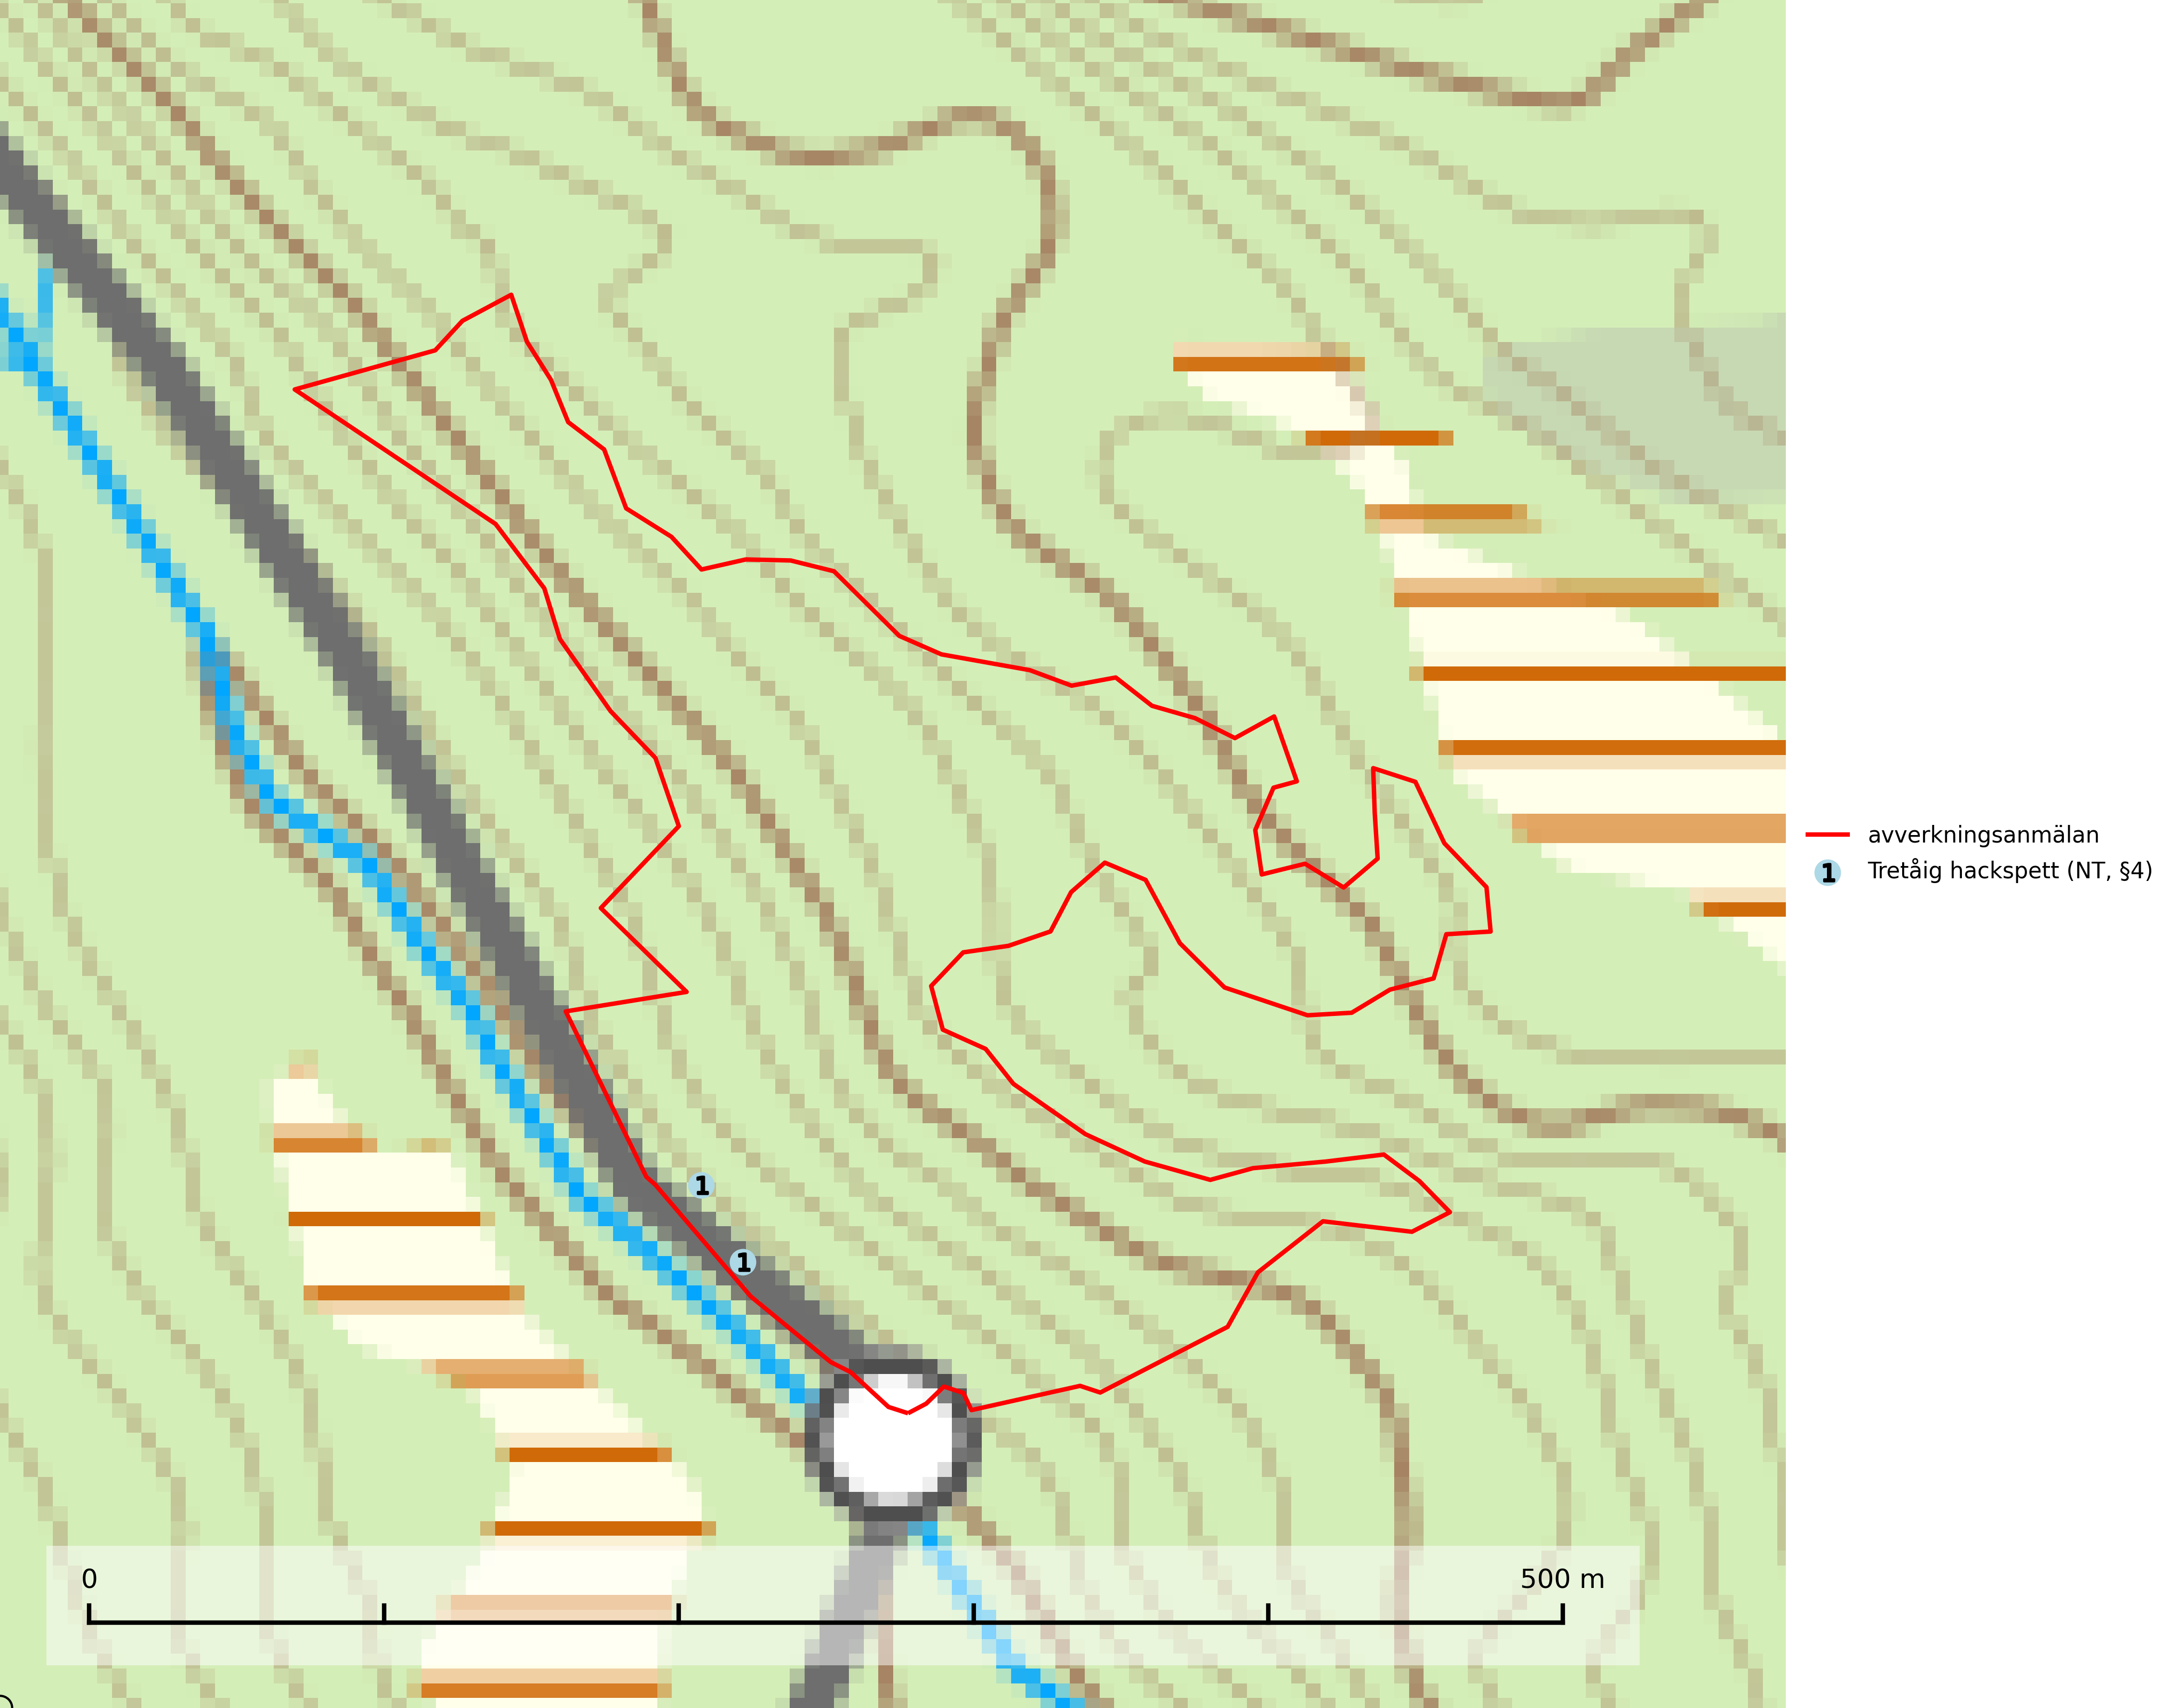 avverkningsanmälan
1 Tretåig hackspett (NT, §4)
1
1
0 500 m